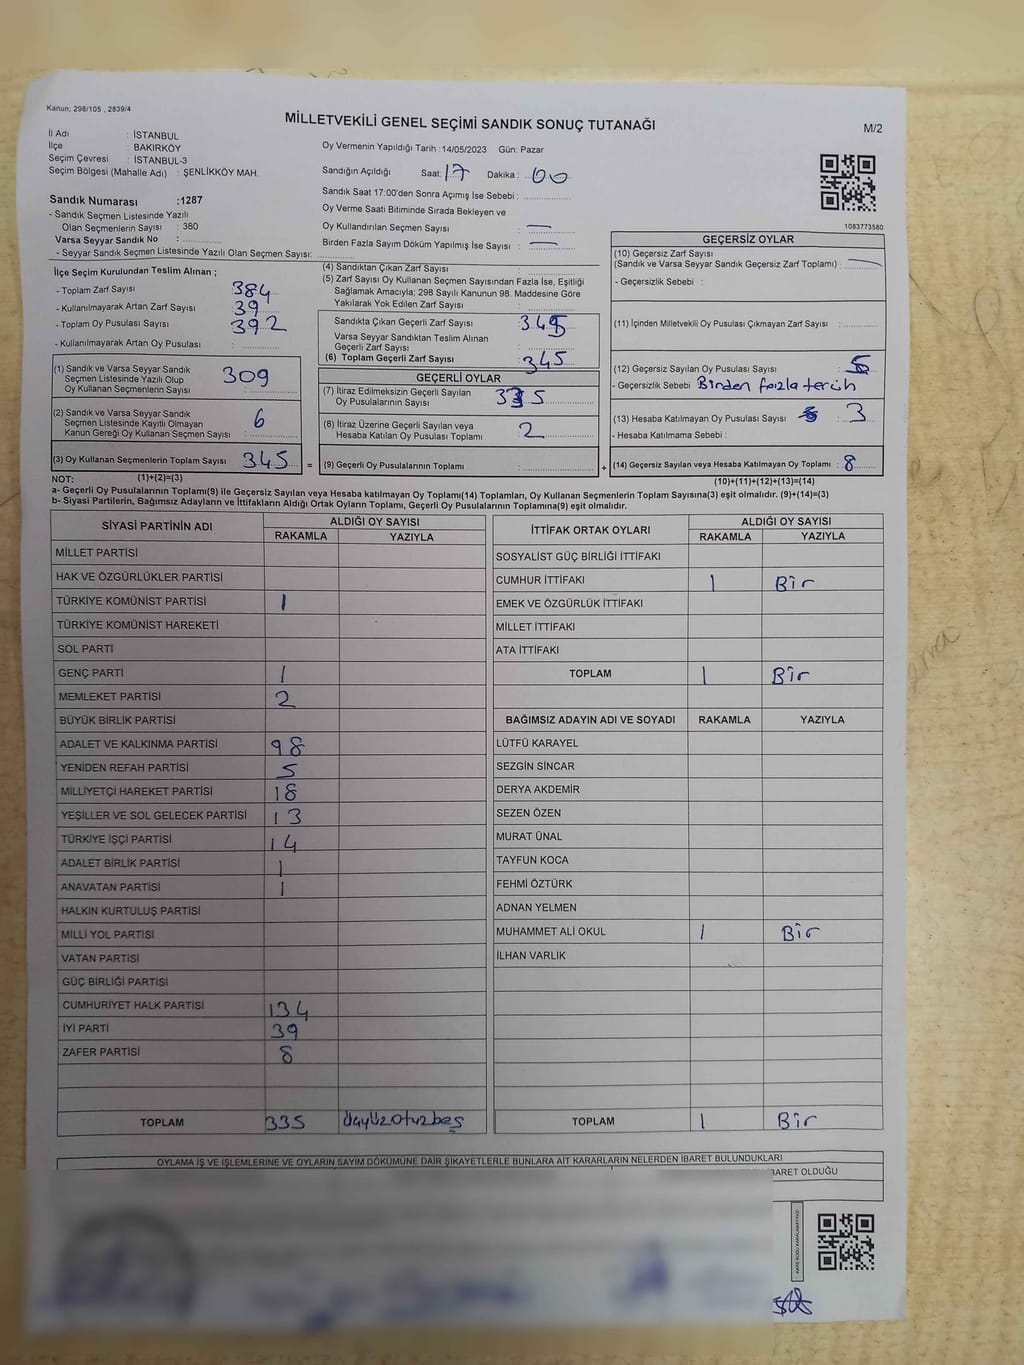 Kanun: 298/105 , 2839/4
MİLLETVEKİLİ GENEL SEÇİMİ SANDIK SONUÇ TUTANAĞI
M/2
İl Adı : İSTANBUL
İlçe : BAKIRKÖY
Seçim Çevresi : İSTANBUL-3
Seçim Bölgesi (Mahalle Adı) : ŞENLİKKÖY MAH.
Oy Vermenin Yapıldığı Tarih :14/05/2023 Gün: Pazar
Sandığın Açıldığı Saat: 17 Dakika : 00
Sandık Saat 17:00'den Sonra Açımış İse Sebebi :
Oy Verme Saati Bitiminde Sırada Bekleyen ve
Oy Kullandırılan Seçmen Sayısı : —
Birden Fazla Sayım Döküm Yapılmış İse Sayısı : —
1083773580
Sandık Numarası :1287
- Sandık Seçmen Listesinde Yazılı
Olan Seçmenlerin Sayısı : 380
Varsa Seyyar Sandık No :
- Seyyar Sandık Seçmen Listesinde Yazılı Olan Seçmen Sayısı:
İlçe Seçim Kurulundan Teslim Alınan ;
- Toplam Zarf Sayısı 384
- Kullanılmayarak Artan Zarf Sayısı 39
- Toplam Oy Pusulası Sayısı 392
- Kullanılmayarak Artan Oy Pusulası :
(1) Sandık ve Varsa Seyyar Sandık
Seçmen Listesinde Yazılı Olup
Oy Kullanan Seçmenlerin Sayısı : 309
(2) Sandık ve Varsa Seyyar Sandık
Seçmen Listesinde Kayıtlı Olmayan
Kanun Gereği Oy Kullanan Seçmen Sayısı : 6
(3) Oy Kullanan Seçmenlerin Toplam Sayısı 345
(1)+(2)=(3)
(4) Sandıktan Çıkan Zarf Sayısı :
(5) Zarf Sayısı Oy Kullanan Seçmen Sayısından Fazla İse, Eşitliği
Sağlamak Amacıyla; 298 Sayılı Kanunun 98. Maddesine Göre
Yakılarak Yok Edilen Zarf Sayısı :
Sandıkta Çıkan Geçerli Zarf Sayısı : 345
Varsa Seyyar Sandıktan Teslim Alınan
Geçerli Zarf Sayısı :
(6) Toplam Geçerli Zarf Sayısı : 345
GEÇERLİ OYLAR
(7) İtiraz Edilmeksizin Geçerli Sayılan
Oy Pusulalarının Sayısı : 335
(8) İtiraz Üzerine Geçerli Sayılan veya
Hesaba Katılan Oy Pusulası Toplamı : 2
= (9) Geçerli Oy Pusulalarının Toplamı : +
GEÇERSİZ OYLAR
(10) Geçersiz Zarf Sayısı
(Sandık ve Varsa Seyyar Sandık Geçersiz Zarf Toplamı) : —
- Geçersizlik Sebebi :
(11) İçinden Milletvekili Oy Pusulası Çıkmayan Zarf Sayısı :
(12) Geçersiz Sayılan Oy Pusulası Sayısı : 5
- Geçersizlik Sebebi Birden fazla tercih
(13) Hesaba Katılmayan Oy Pusulası Sayısı 3
- Hesaba Katılmama Sebebi :
(14) Geçersiz Sayılan veya Hesaba Katılmayan Oy Toplamı : 8
(10)+(11)+(12)+(13)=(14)
NOT:
a- Geçerli Oy Pusulalarının Toplamı(9) ile Geçersiz Sayılan veya Hesaba katılmayan Oy Toplamı(14) Toplamları, Oy Kullanan Seçmenlerin Toplam Sayısına(3) eşit olmalıdır. (9)+(14)=(3)
b- Siyasi Partilerin, Bağımsız Adayların ve İttifakların Aldığı Ortak Oyların Toplamı, Geçerli Oy Pusulalarının Toplamına(9) eşit olmalıdır.
SİYASİ PARTİNİN ADI
ALDIĞI OY SAYISI
RAKAMLA YAZIYLA
MİLLET PARTİSİ
HAK VE ÖZGÜRLÜKLER PARTİSİ
TÜRKİYE KOMÜNİST PARTİSİ 1
TÜRKİYE KOMÜNİST HAREKETİ
SOL PARTİ
GENÇ PARTİ 1
MEMLEKET PARTİSİ 2
BÜYÜK BİRLİK PARTİSİ
ADALET VE KALKINMA PARTİSİ 98
YENİDEN REFAH PARTİSİ 5
MİLLİYETÇİ HAREKET PARTİSİ 18
YEŞİLLER VE SOL GELECEK PARTİSİ 13
TÜRKİYE İŞÇİ PARTİSİ 14
ADALET BİRLİK PARTİSİ 1
ANAVATAN PARTİSİ 1
HALKIN KURTULUŞ PARTİSİ
MİLLİ YOL PARTİSİ
VATAN PARTİSİ
GÜÇ BİRLİĞİ PARTİSİ
CUMHURİYET HALK PARTİSİ 134
İYİ PARTİ 39
ZAFER PARTİSİ 8
TOPLAM 335 üçyüzotuzbeş
İTTİFAK ORTAK OYLARI
ALDIĞI OY SAYISI
RAKAMLA YAZIYLA
SOSYALİST GÜÇ BİRLİĞİ İTTİFAKI
CUMHUR İTTİFAKI 1 Bir
EMEK VE ÖZGÜRLÜK İTTİFAKI
MİLLET İTTİFAKI
ATA İTTİFAKI
TOPLAM 1 Bir
BAĞIMSIZ ADAYIN ADI VE SOYADI RAKAMLA YAZIYLA
LÜTFÜ KARAYEL
SEZGİN SİNCAR
DERYA AKDEMİR
SEZEN ÖZEN
MURAT ÜNAL
TAYFUN KOCA
FEHMİ ÖZTÜRK
ADNAN YELMEN
MUHAMMET ALİ OKUL 1 Bir
İLHAN VARLIK
TOPLAM 1 Bir
OYLAMA İŞ VE İŞLEMLERİNE VE OYLARIN SAYIM DÖKÜMÜNE DAİR ŞİKAYETLERLE BUNLARA AİT KARARLARIN NELERDEN İBARET BULUNDUKLARI
İBARET OLDUĞU